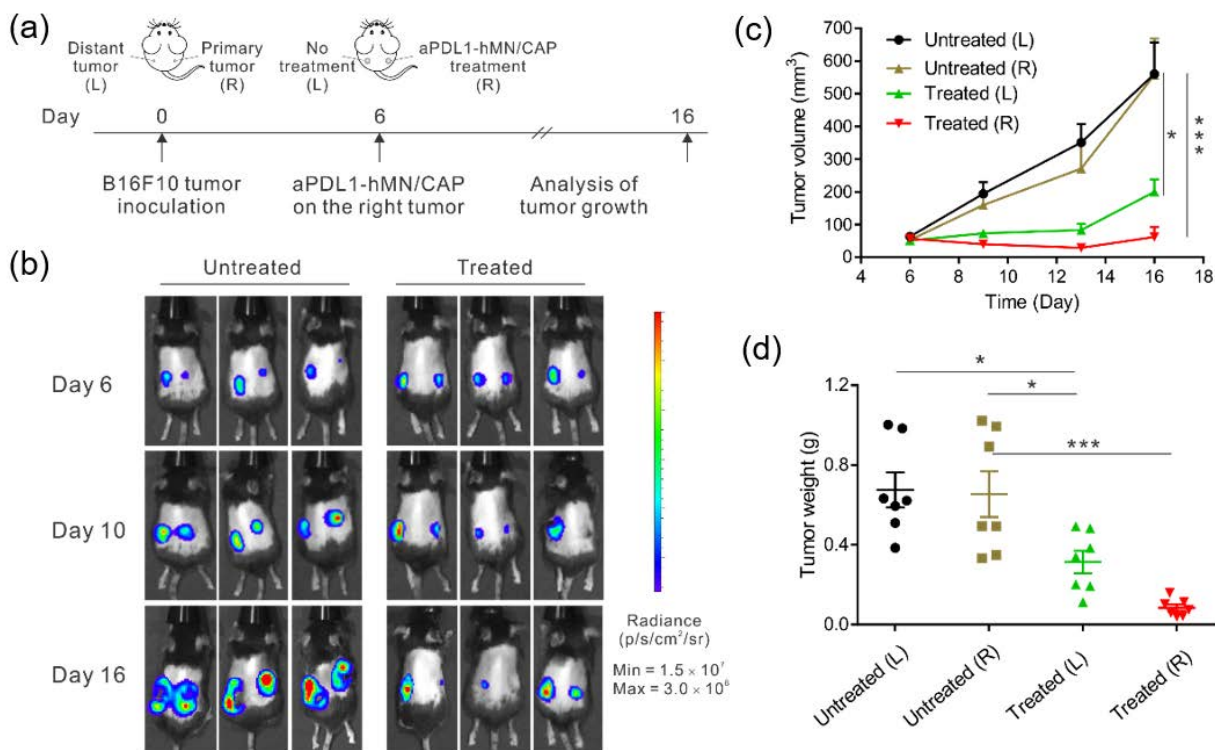 (a)
Distant
tumor
(L)
Primary
tumor
(R)
No
treatment
(L)
aPDL1-hMN/CAP
treatment
(R)
Day
0
6
16
B16F10 tumor
inoculation
aPDL1-hMN/CAP
on the right tumor
Analysis of
tumor growth
(b)
Untreated
Treated
Day 6
Day 10
Day 16
Radiance
(p/s/cm²/sr)
Min = 1.5 × 10⁷
Max = 3.0 × 10⁸
(c)
Untreated (L)
Untreated (R)
Treated (L)
Treated (R)
Tumor volume (mm³)
700
600
500
400
300
200
100
0
4
6
8
10
12
14
16
18
Time (Day)
*
***
(d)
Tumor weight (g)
1.2
0.8
0.4
0.0
*
*
***
Untreated (L)
Untreated (R)
Treated (L)
Treated (R)